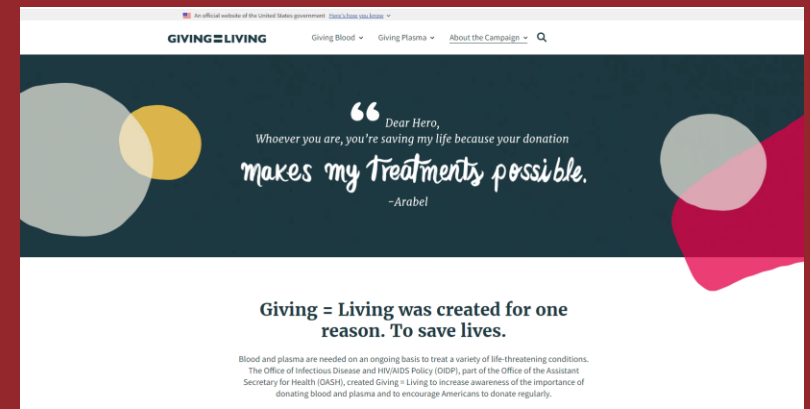 An official website of the United States government Here's how you know
GIVING=LIVING
Giving Blood Giving Plasma About the Campaign
“ Dear Hero,
Whoever you are, you're saving my life because your donation
makes my treatments possible.
~Arabel
Giving = Living was created for one
reason. To save lives.
Blood and plasma are needed on an ongoing basis to treat a variety of life-threatening conditions.
The Office of Infectious Disease and HIV/AIDS Policy (OIDP), part of the Office of the Assistant
Secretary for Health (OASH), created Giving = Living to increase awareness of the importance of
donating blood and plasma and to encourage Americans to donate regularly.